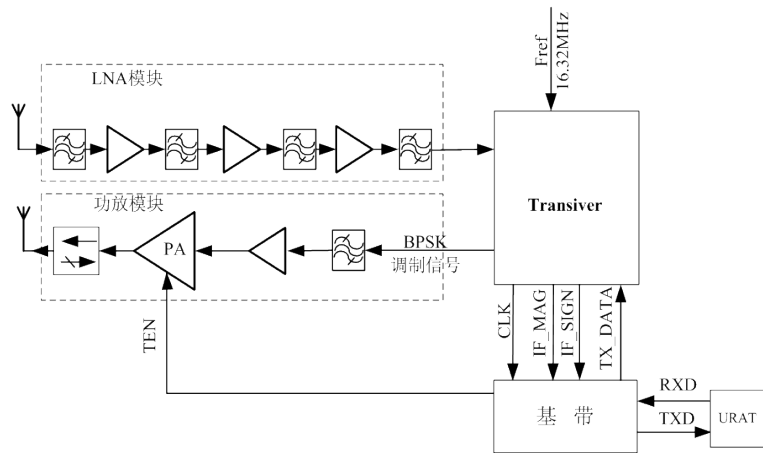 Fref
16.32MHz
LNA模块
Transiver
功放模块
PA
BPSK
调制信号
TEN
CLK
IF_MAG
IF_SIGN
TX_DATA
基 带
RXD
TXD
URAT